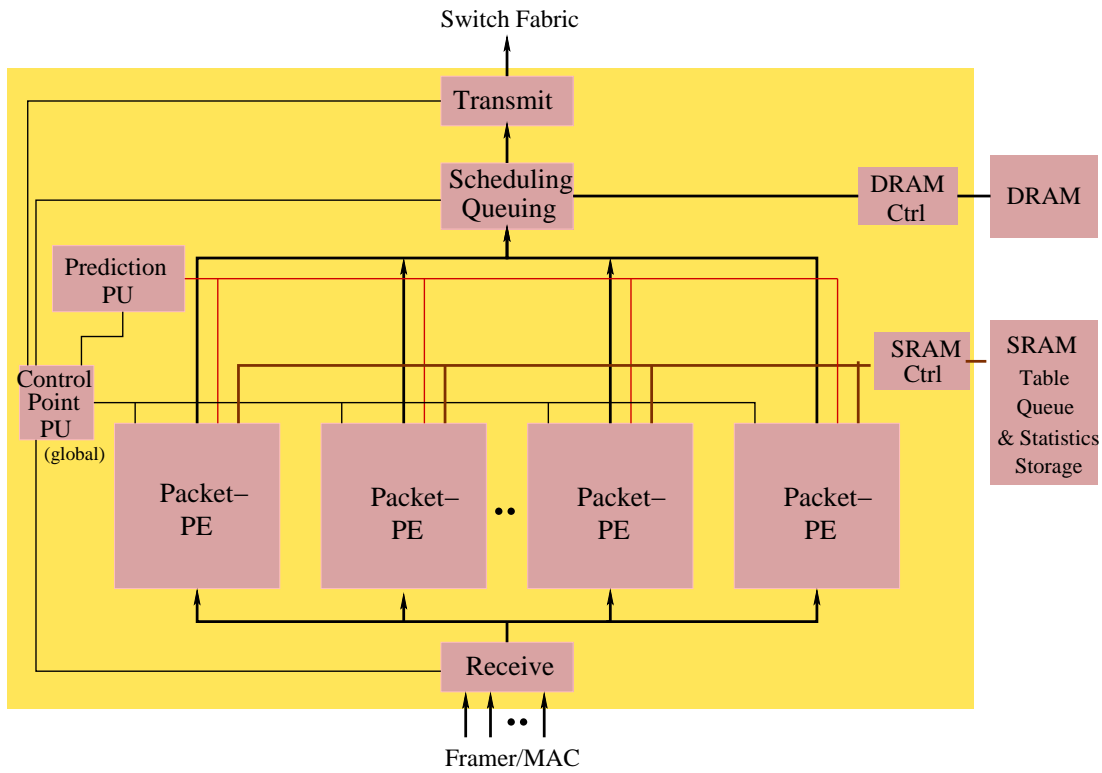 Switch Fabric
Transmit
Scheduling
Queuing
DRAM
Ctrl
DRAM
Prediction
PU
SRAM
Ctrl
SRAM
Table
Queue
& Statistics
Storage
Control
Point
PU
(global)
Packet–
PE
Packet–
PE
Packet–
PE
Packet–
PE
Receive
Framer/MAC